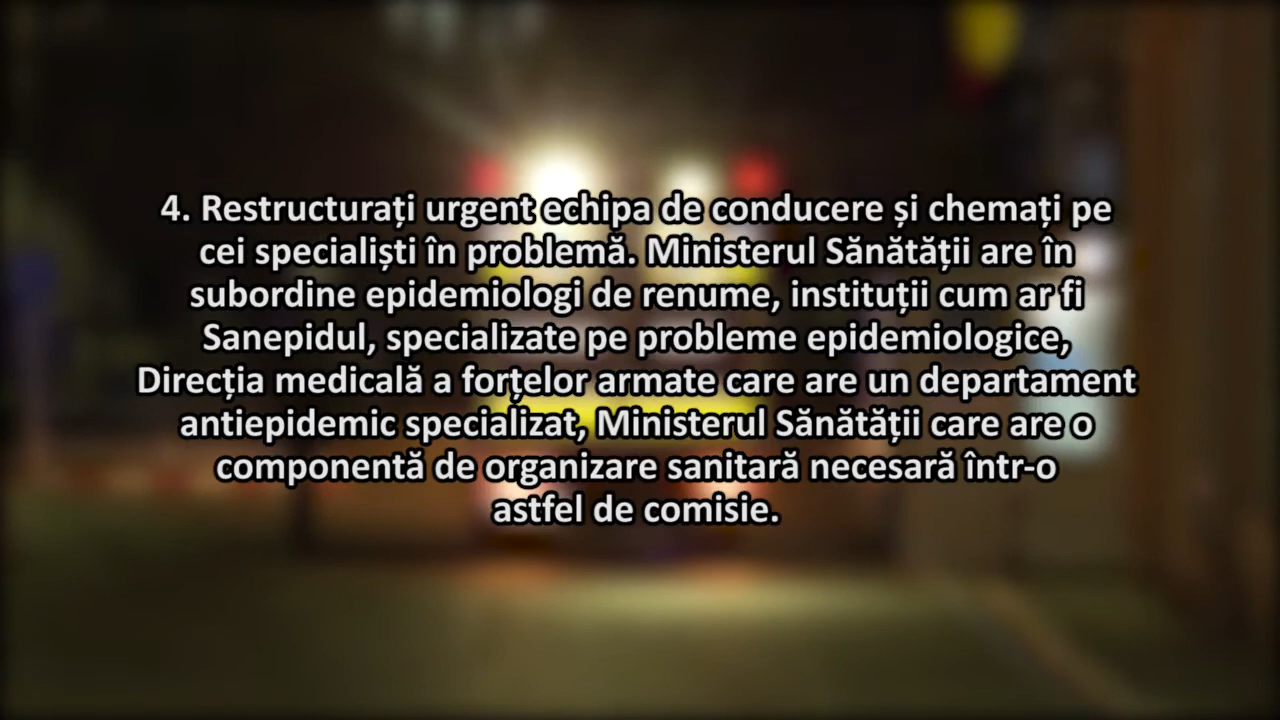 4. Restructurați urgent echipa de conducere și chemați pe
cei specialiști în problemă. Ministerul Sănătății are în
subordine epidemiologi de renume, instituții cum ar fi
Sanepidul, specializate pe probleme epidemiologice,
Direcția medicală a forțelor armate care are un departament
antiepidemic specializat, Ministerul Sănătății care are o
componentă de organizare sanitară necesară într-o
astfel de comisie.